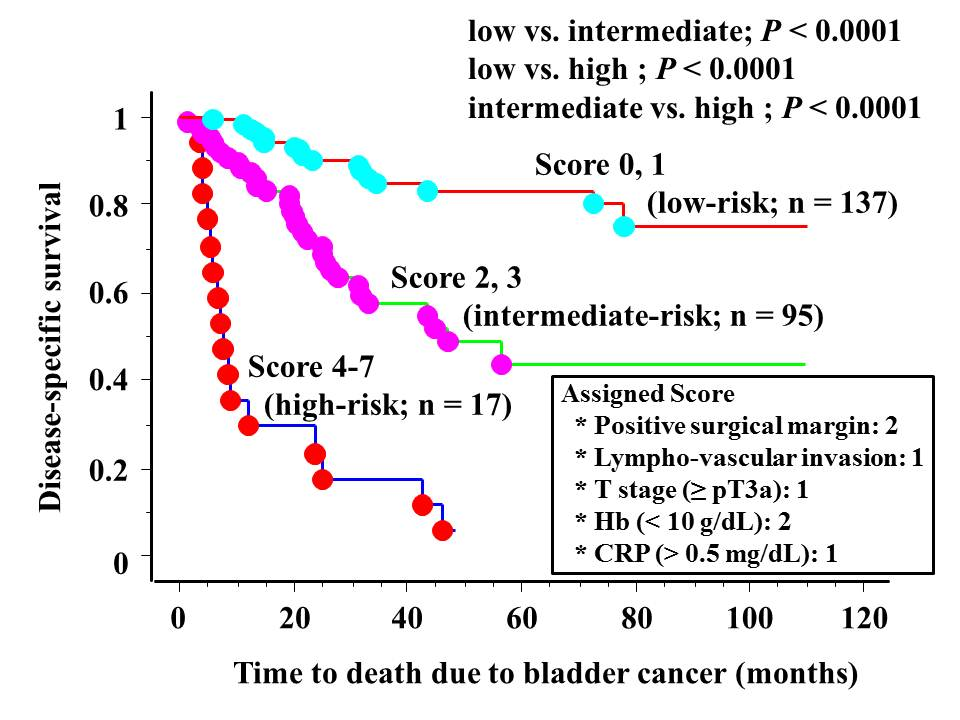 low vs. intermediate; P < 0.0001
low vs. high ; P < 0.0001
intermediate vs. high ; P < 0.0001
Disease-specific survival
1
0.8
0.6
0.4
0.2
0
Score 0, 1
(low-risk; n = 137)
Score 2, 3
(intermediate-risk; n = 95)
Score 4-7
(high-risk; n = 17)
Assigned Score
* Positive surgical margin: 2
* Lympho-vascular invasion: 1
* T stage (≥ pT3a): 1
* Hb (< 10 g/dL): 2
* CRP (> 0.5 mg/dL): 1
0 20 40 60 80 100 120
Time to death due to bladder cancer (months)